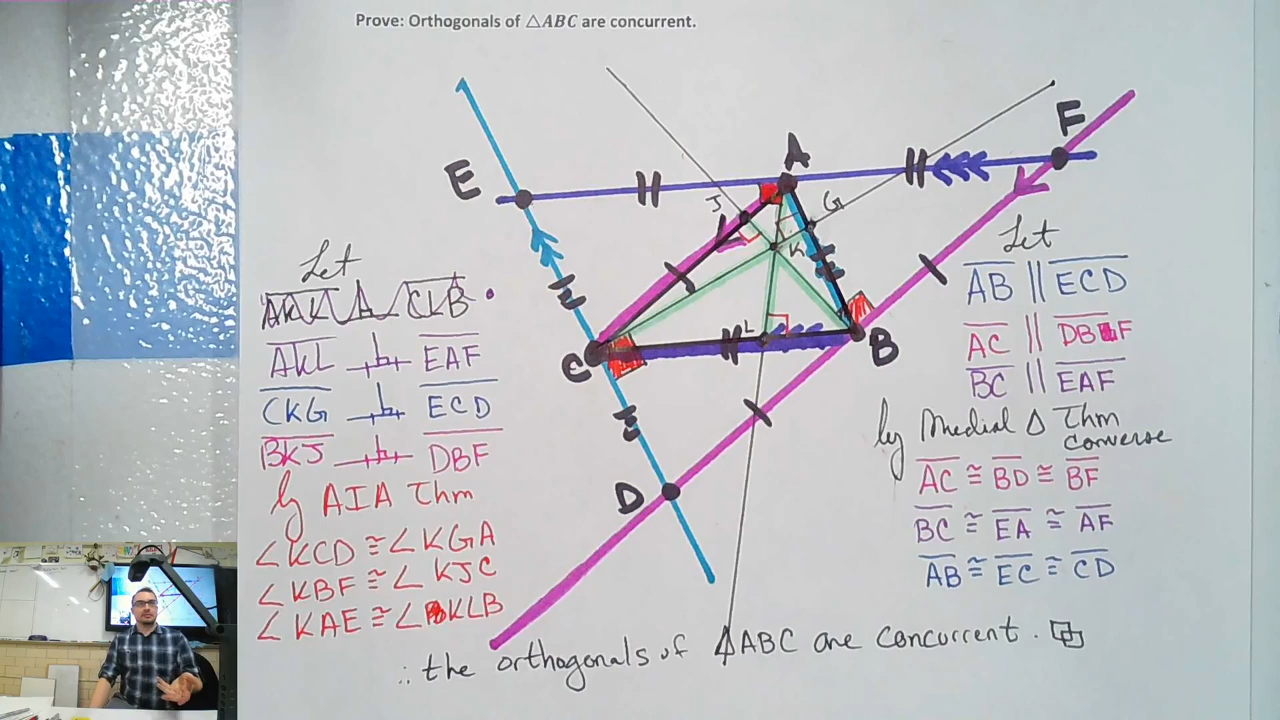 Prove: Orthogonals of △ABC are concurrent.
E
A
F
J
G
K
C
L
B
D
Let
AKL ⊥b EAF
CKG ⊥b ECD
BKJ ⊥b DBF
by AIA Thm
∠KCD ≅ ∠KGA
∠KBF ≅ ∠KJC
∠KAE ≅ ∠KLB
Let
AB || ECD
AC || DBF
BC || EAF
by Medial Δ Thm
converse
AC ≅ BD ≅ BF
BC ≅ EA ≅ AF
AB ≅ EC ≅ CD
∴ the orthogonals of △ABC are concurrent.